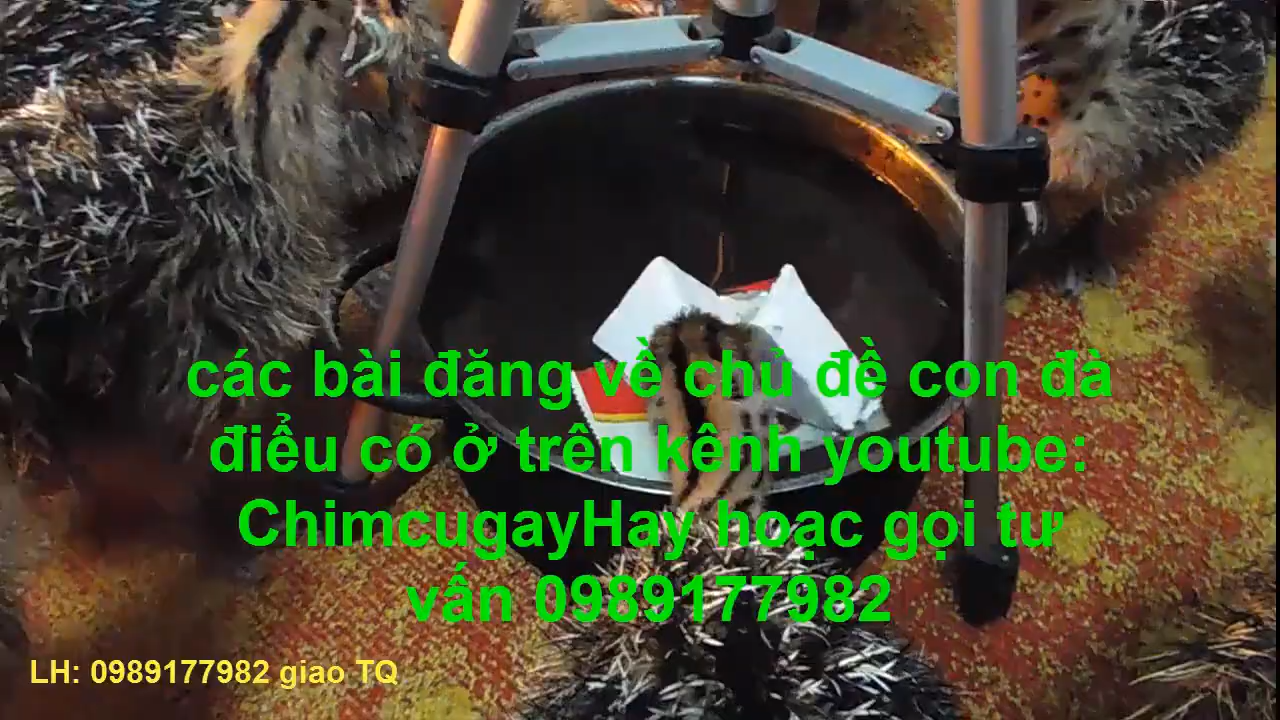 các bài đăng về chủ đề con đà
điểu có ở trên kênh youtube:
ChimcugayHay hoạc gọi tư
vấn 0989177982
LH: 0989177982 giao TQ